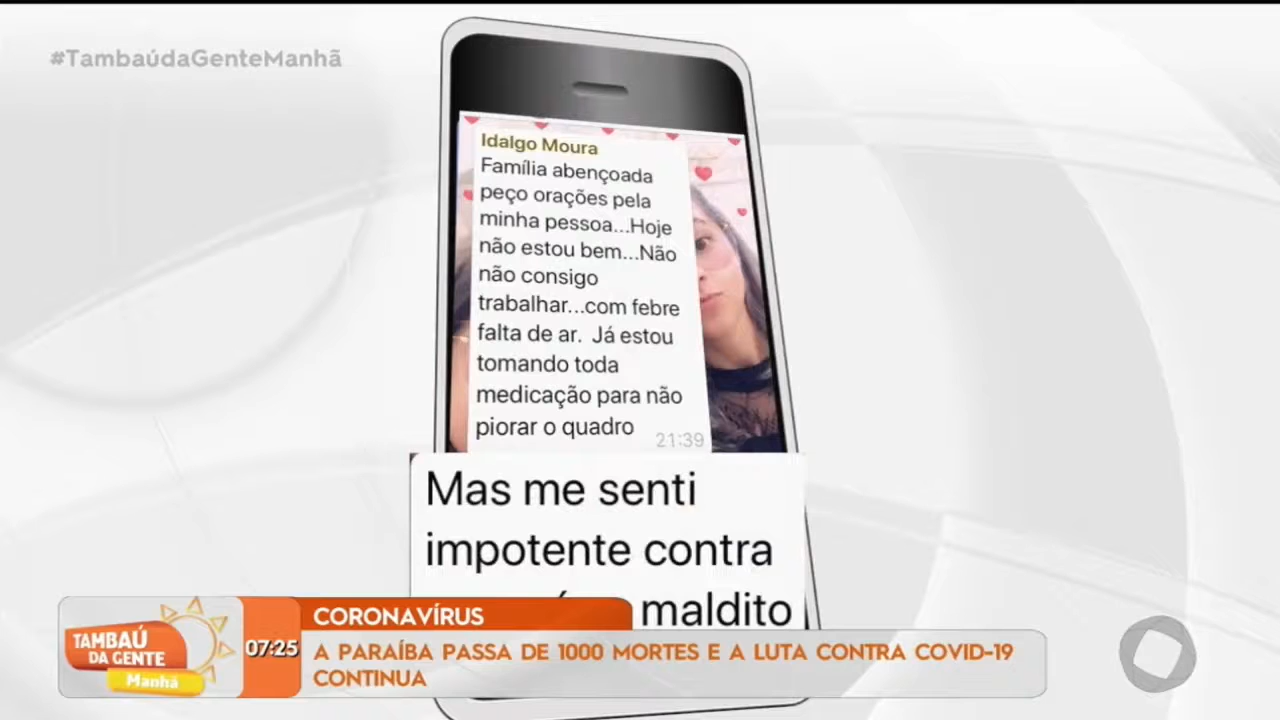 #TambaúdaGenteManhã
Idalgo Moura
Família abençoada
peço orações pela
minha pessoa...Hoje
não estou bem...Não
não consigo
trabalhar...com febre
falta de ar. Já estou
tomando toda
medicação para não
piorar o quadro
21:39
Mas me senti
impotente contra
maldito
TAMBAÚ
DA GENTE
Manhã
07:25
CORONAVÍRUS
A PARAÍBA PASSA DE 1000 MORTES E A LUTA CONTRA COVID-19
CONTINUA